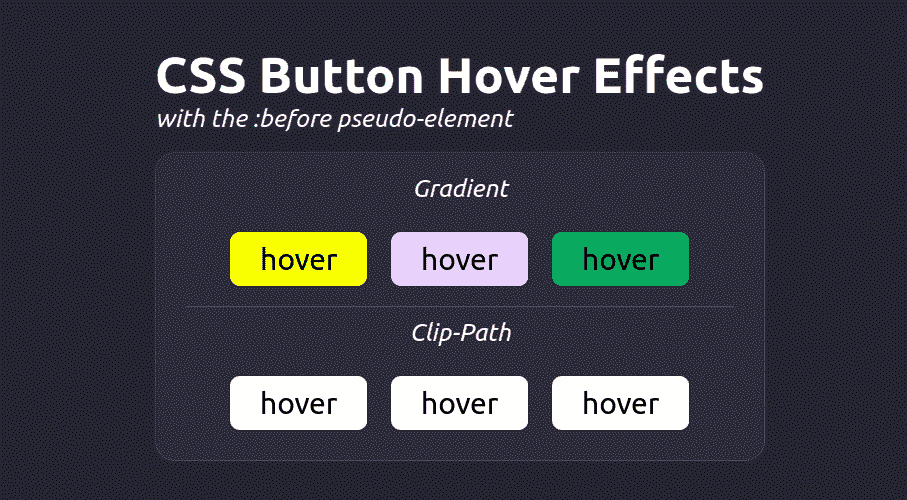 CSS Button Hover Effects
with the :before pseudo-element
Gradient
hover hover hover
Clip-Path
hover hover hover